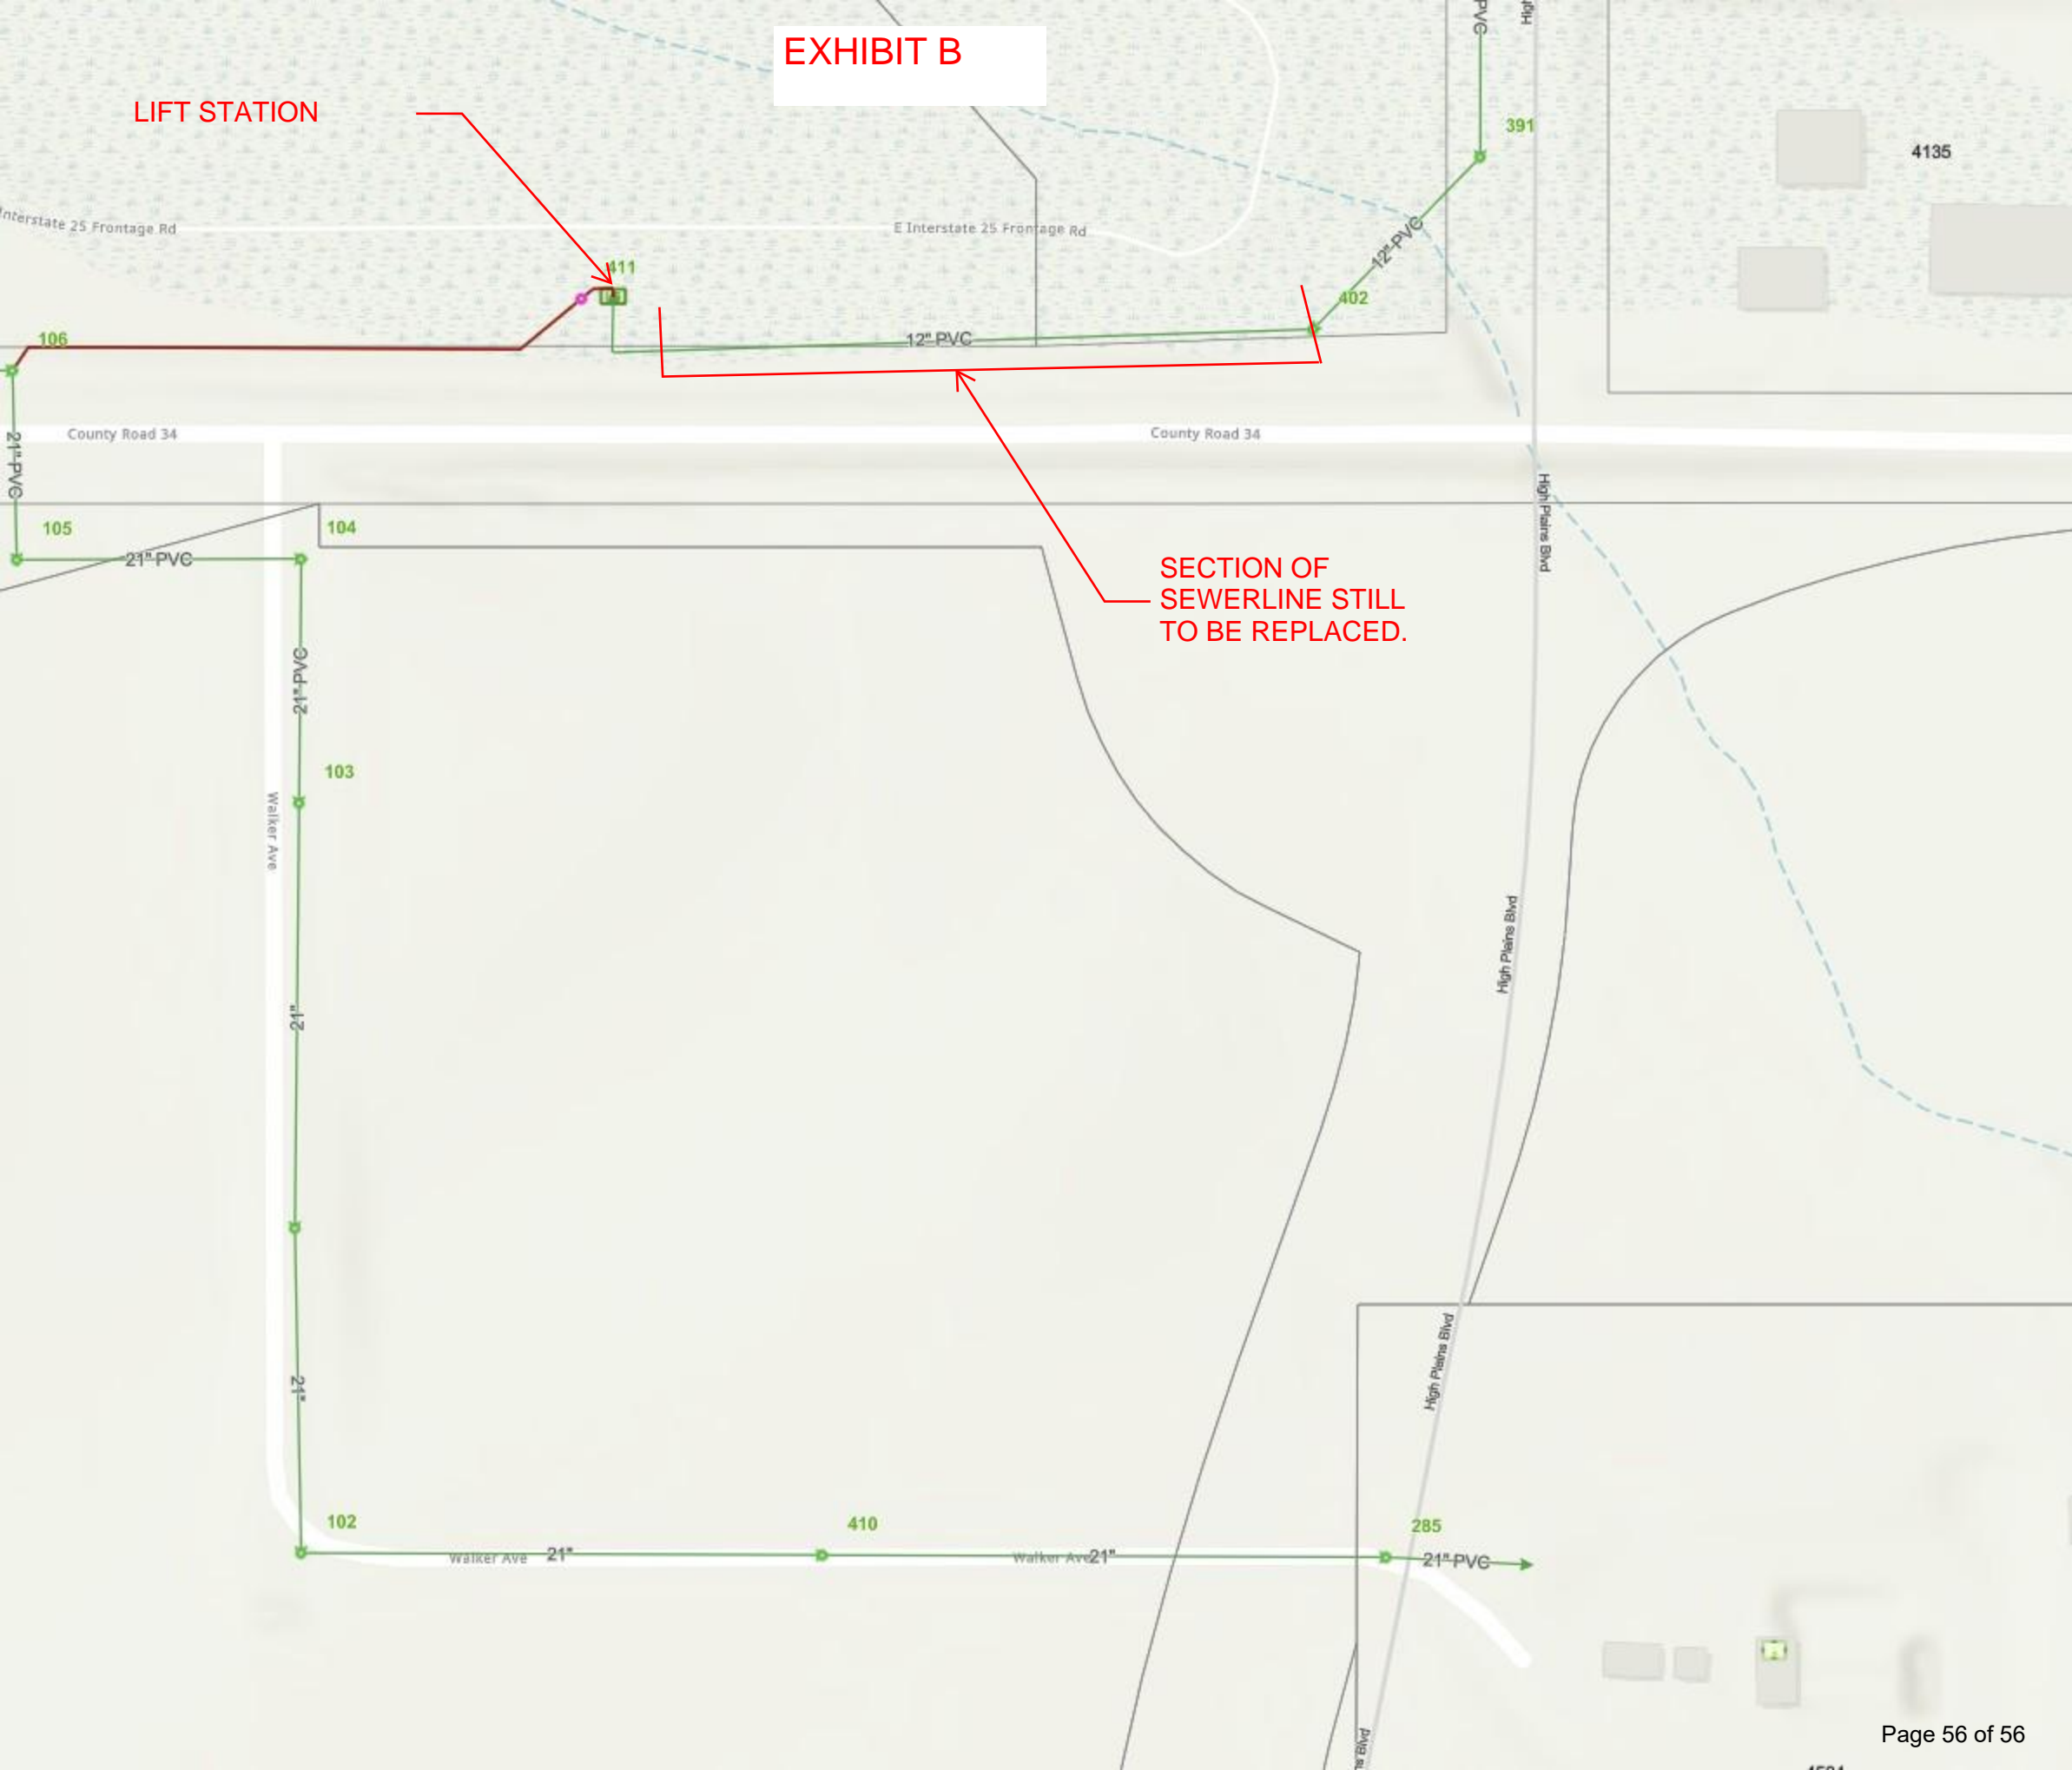 PVC
High
EXHIBIT B
LIFT STATION
391
4135
Interstate 25 Frontage Rd
E Interstate 25 Frontage Rd
12" PVC
411
402
106
12" PVC
County Road 34
County Road 34
21" PVC
High Plains Blvd
105
104
21" PVC
SECTION OF
SEWERLINE STILL
TO BE REPLACED.
21" PVC
103
Walker Ave
High Plains Blvd
21"
High Plains Blvd
21"
102
410
285
Walker Ave
21"
Walker Ave
21"
21" PVC
Page 56 of 56